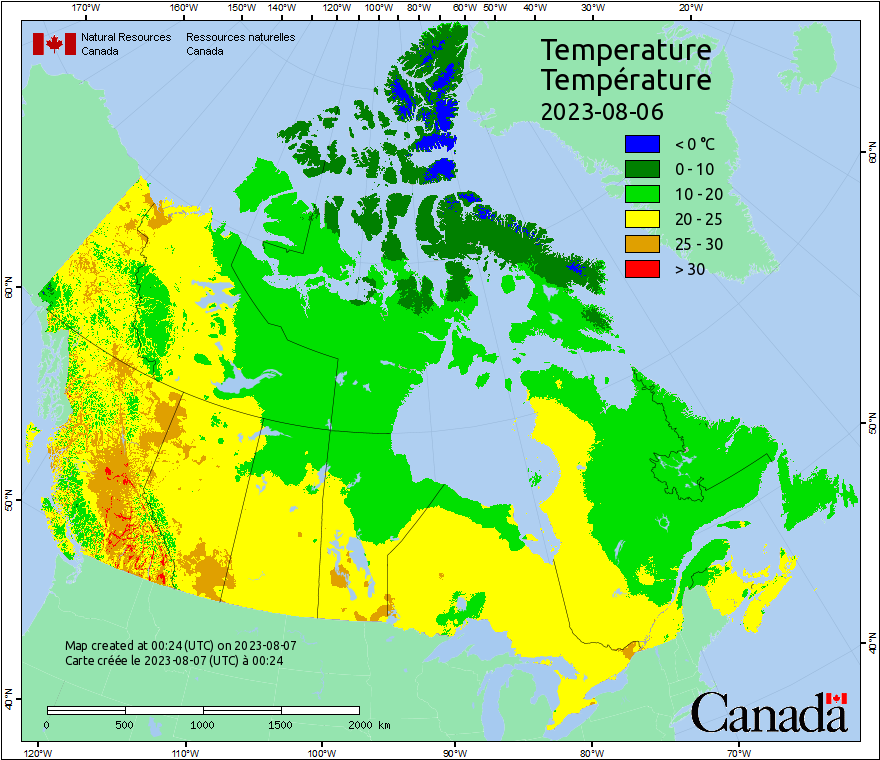 170°W 160°W 150°W 140°W 130°W 120°W 110°W 100°W 90°W 80°W 60°W 50°W 40°W 30°W 20°W
Natural Resources Ressources naturelles
Canada Canada
Temperature
Température
2023-08-06
< 0 °C
0 - 10
10 - 20
20 - 25
25 - 30
> 30
60°N 60°N
50°N 50°N
40°N 40°N
Map created at 00:24 (UTC) on 2023-08-07
Carte créée le 2023-08-07 (UTC) à 00:24
0 500 1000 1500 2000 km
Canada
120°W 110°W 100°W 90°W 80°W 70°W